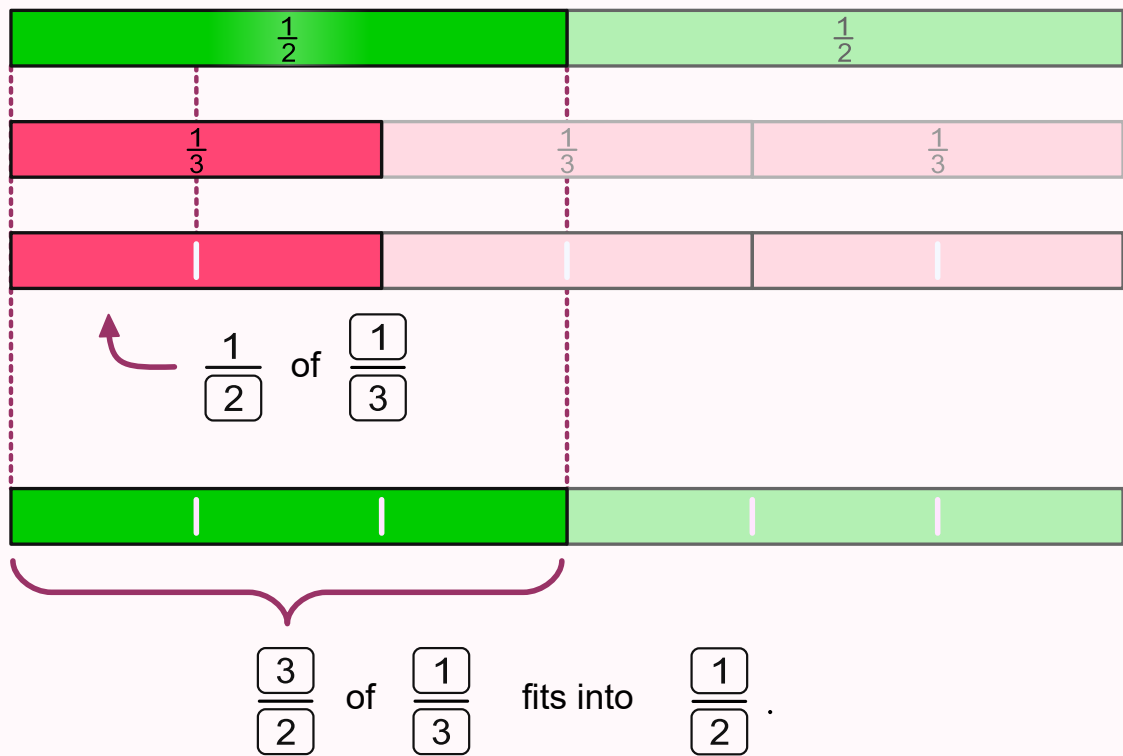 1/2 1/2
1/3 1/3 1/3
1/2 of 1/3
3/2 of 1/3 fits into 1/2 .